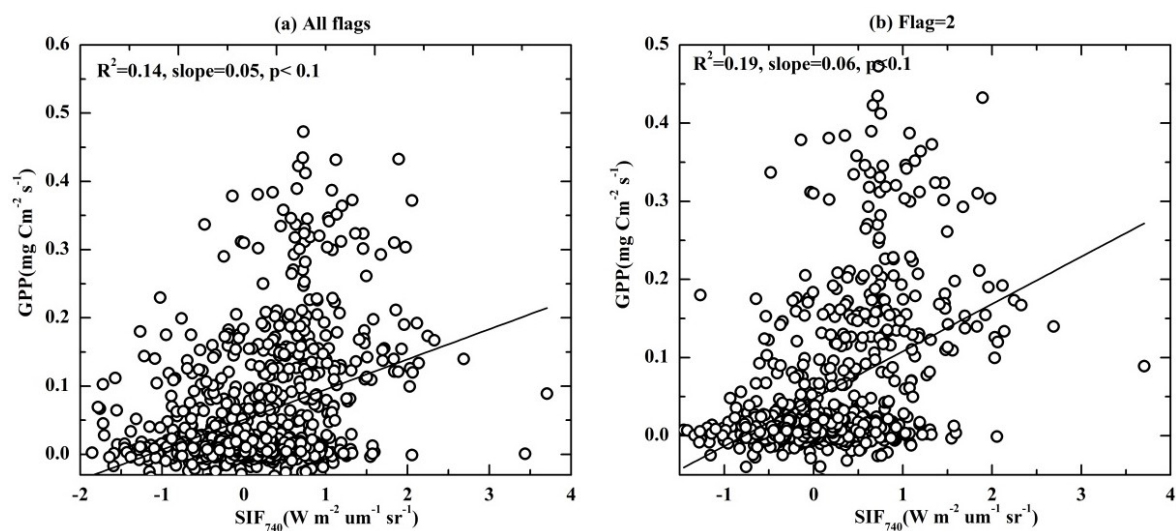 (a) All flags
R²=0.14, slope=0.05, p< 0.1
0.6
0.5
0.4
0.3
0.2
0.1
0.0
GPP(mg Cm⁻² s⁻¹)
-2 -1 0 1 2 3 4
SIF₇₄₀(W m⁻² um⁻¹ sr⁻¹)
(b) Flag=2
R²=0.19, slope=0.06, p<0.1
0.5
0.4
0.3
0.2
0.1
0.0
GPP(mg Cm⁻² s⁻¹)
-1 0 1 2 3 4
SIF₇₄₀(W m⁻² um⁻¹ sr⁻¹)